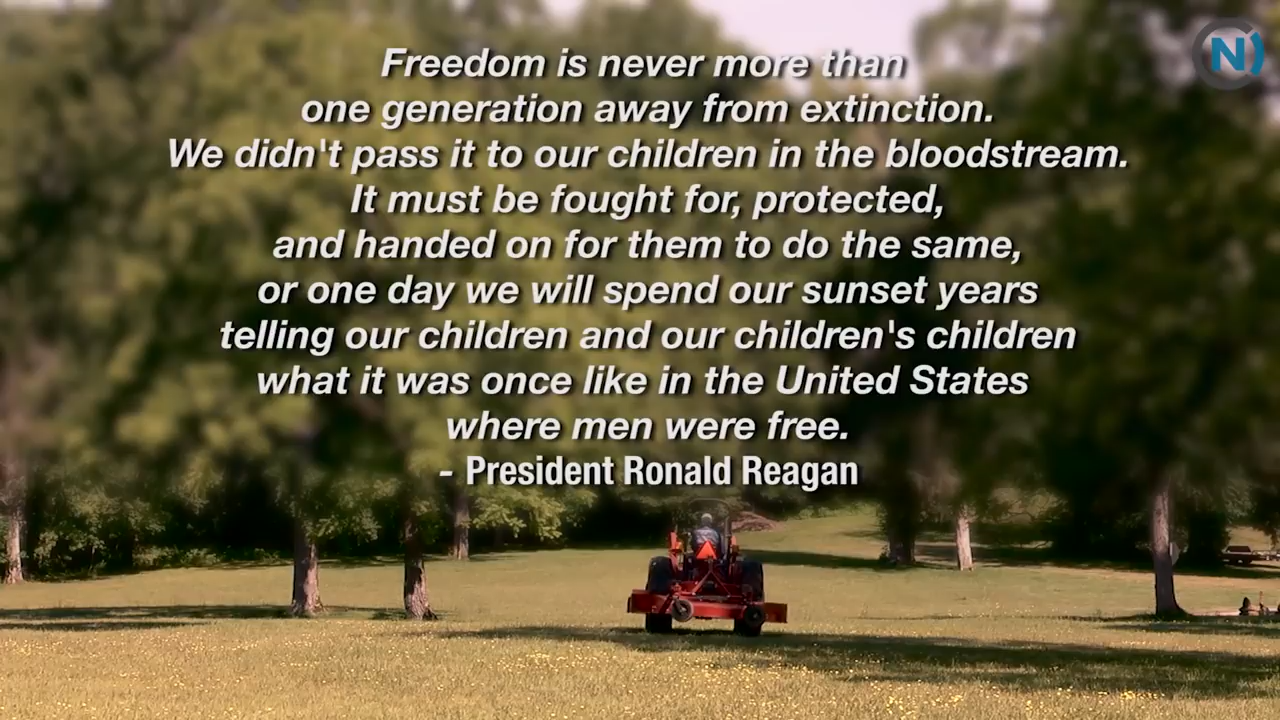 Freedom is never more than
one generation away from extinction.
We didn't pass it to our children in the bloodstream.
It must be fought for, protected,
and handed on for them to do the same,
or one day we will spend our sunset years
telling our children and our children's children
what it was once like in the United States
where men were free.
- President Ronald Reagan
N